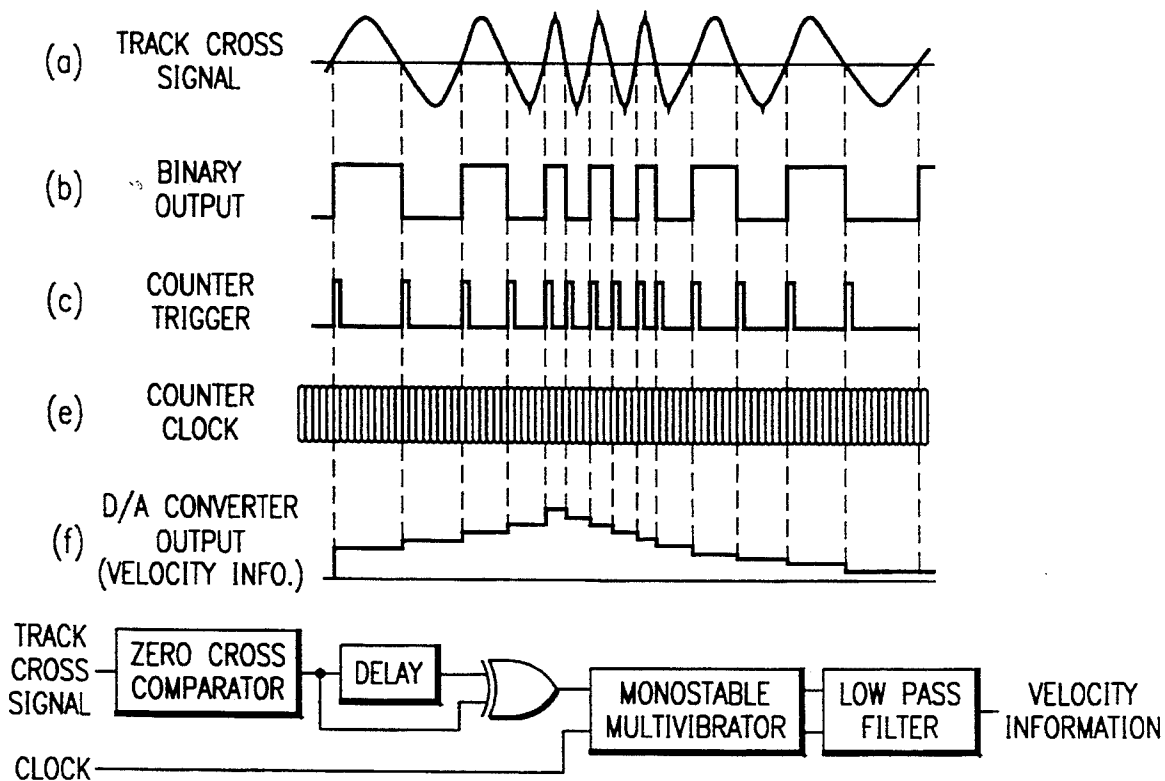 (a) TRACK CROSS
SIGNAL
(b) BINARY
OUTPUT
(c) COUNTER
TRIGGER
(e) COUNTER
CLOCK
D/A CONVERTER
(f) OUTPUT
(VELOCITY INFO.)
TRACK
CROSS
SIGNAL
ZERO CROSS
COMPARATOR
DELAY
MONOSTABLE
MULTIVIBRATOR
LOW PASS
FILTER
VELOCITY
INFORMATION
CLOCK